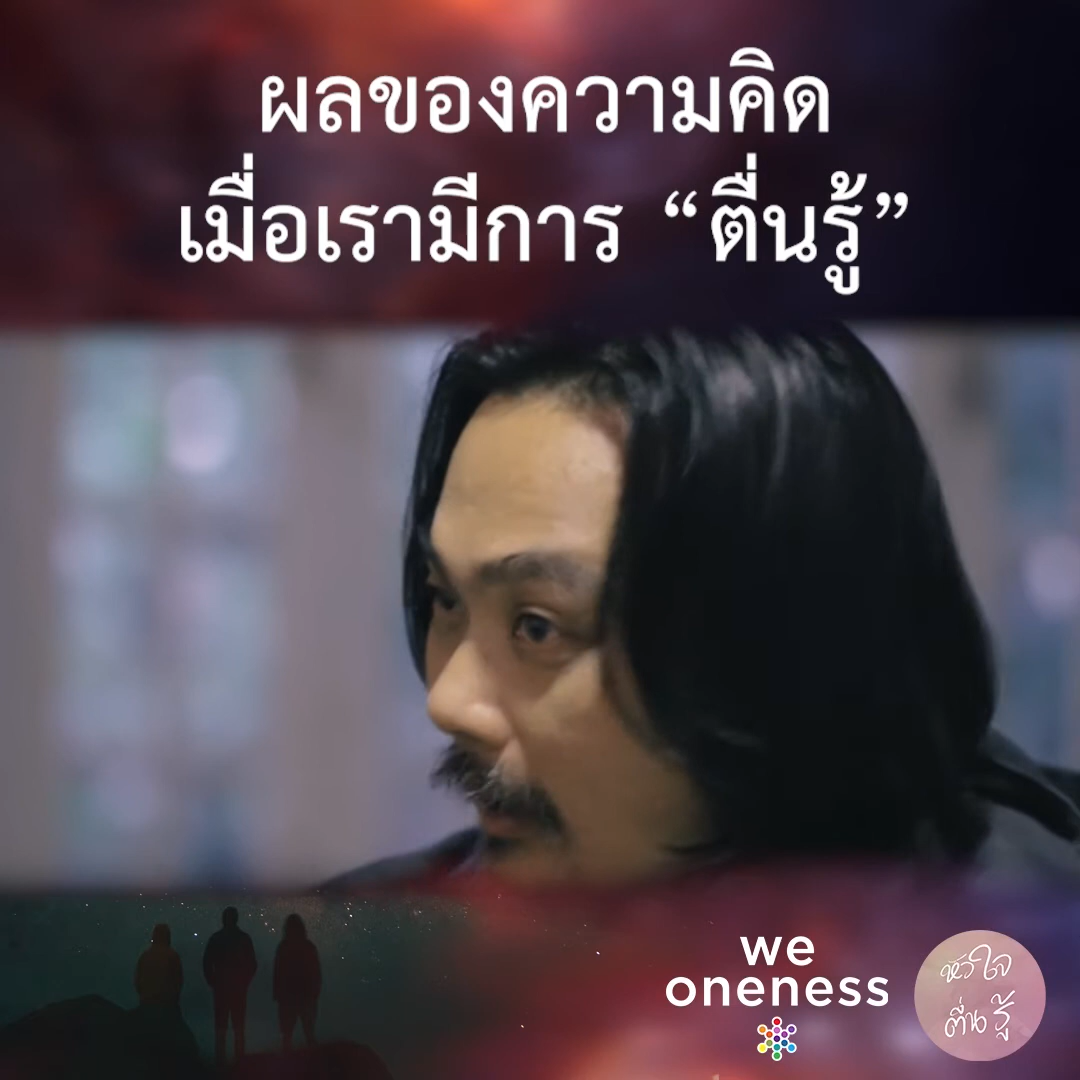 ผลของความคิด
เมื่อเรามีการ “ตื่นรู้”
we
oneness
หัวใจ
ตื่น รู้